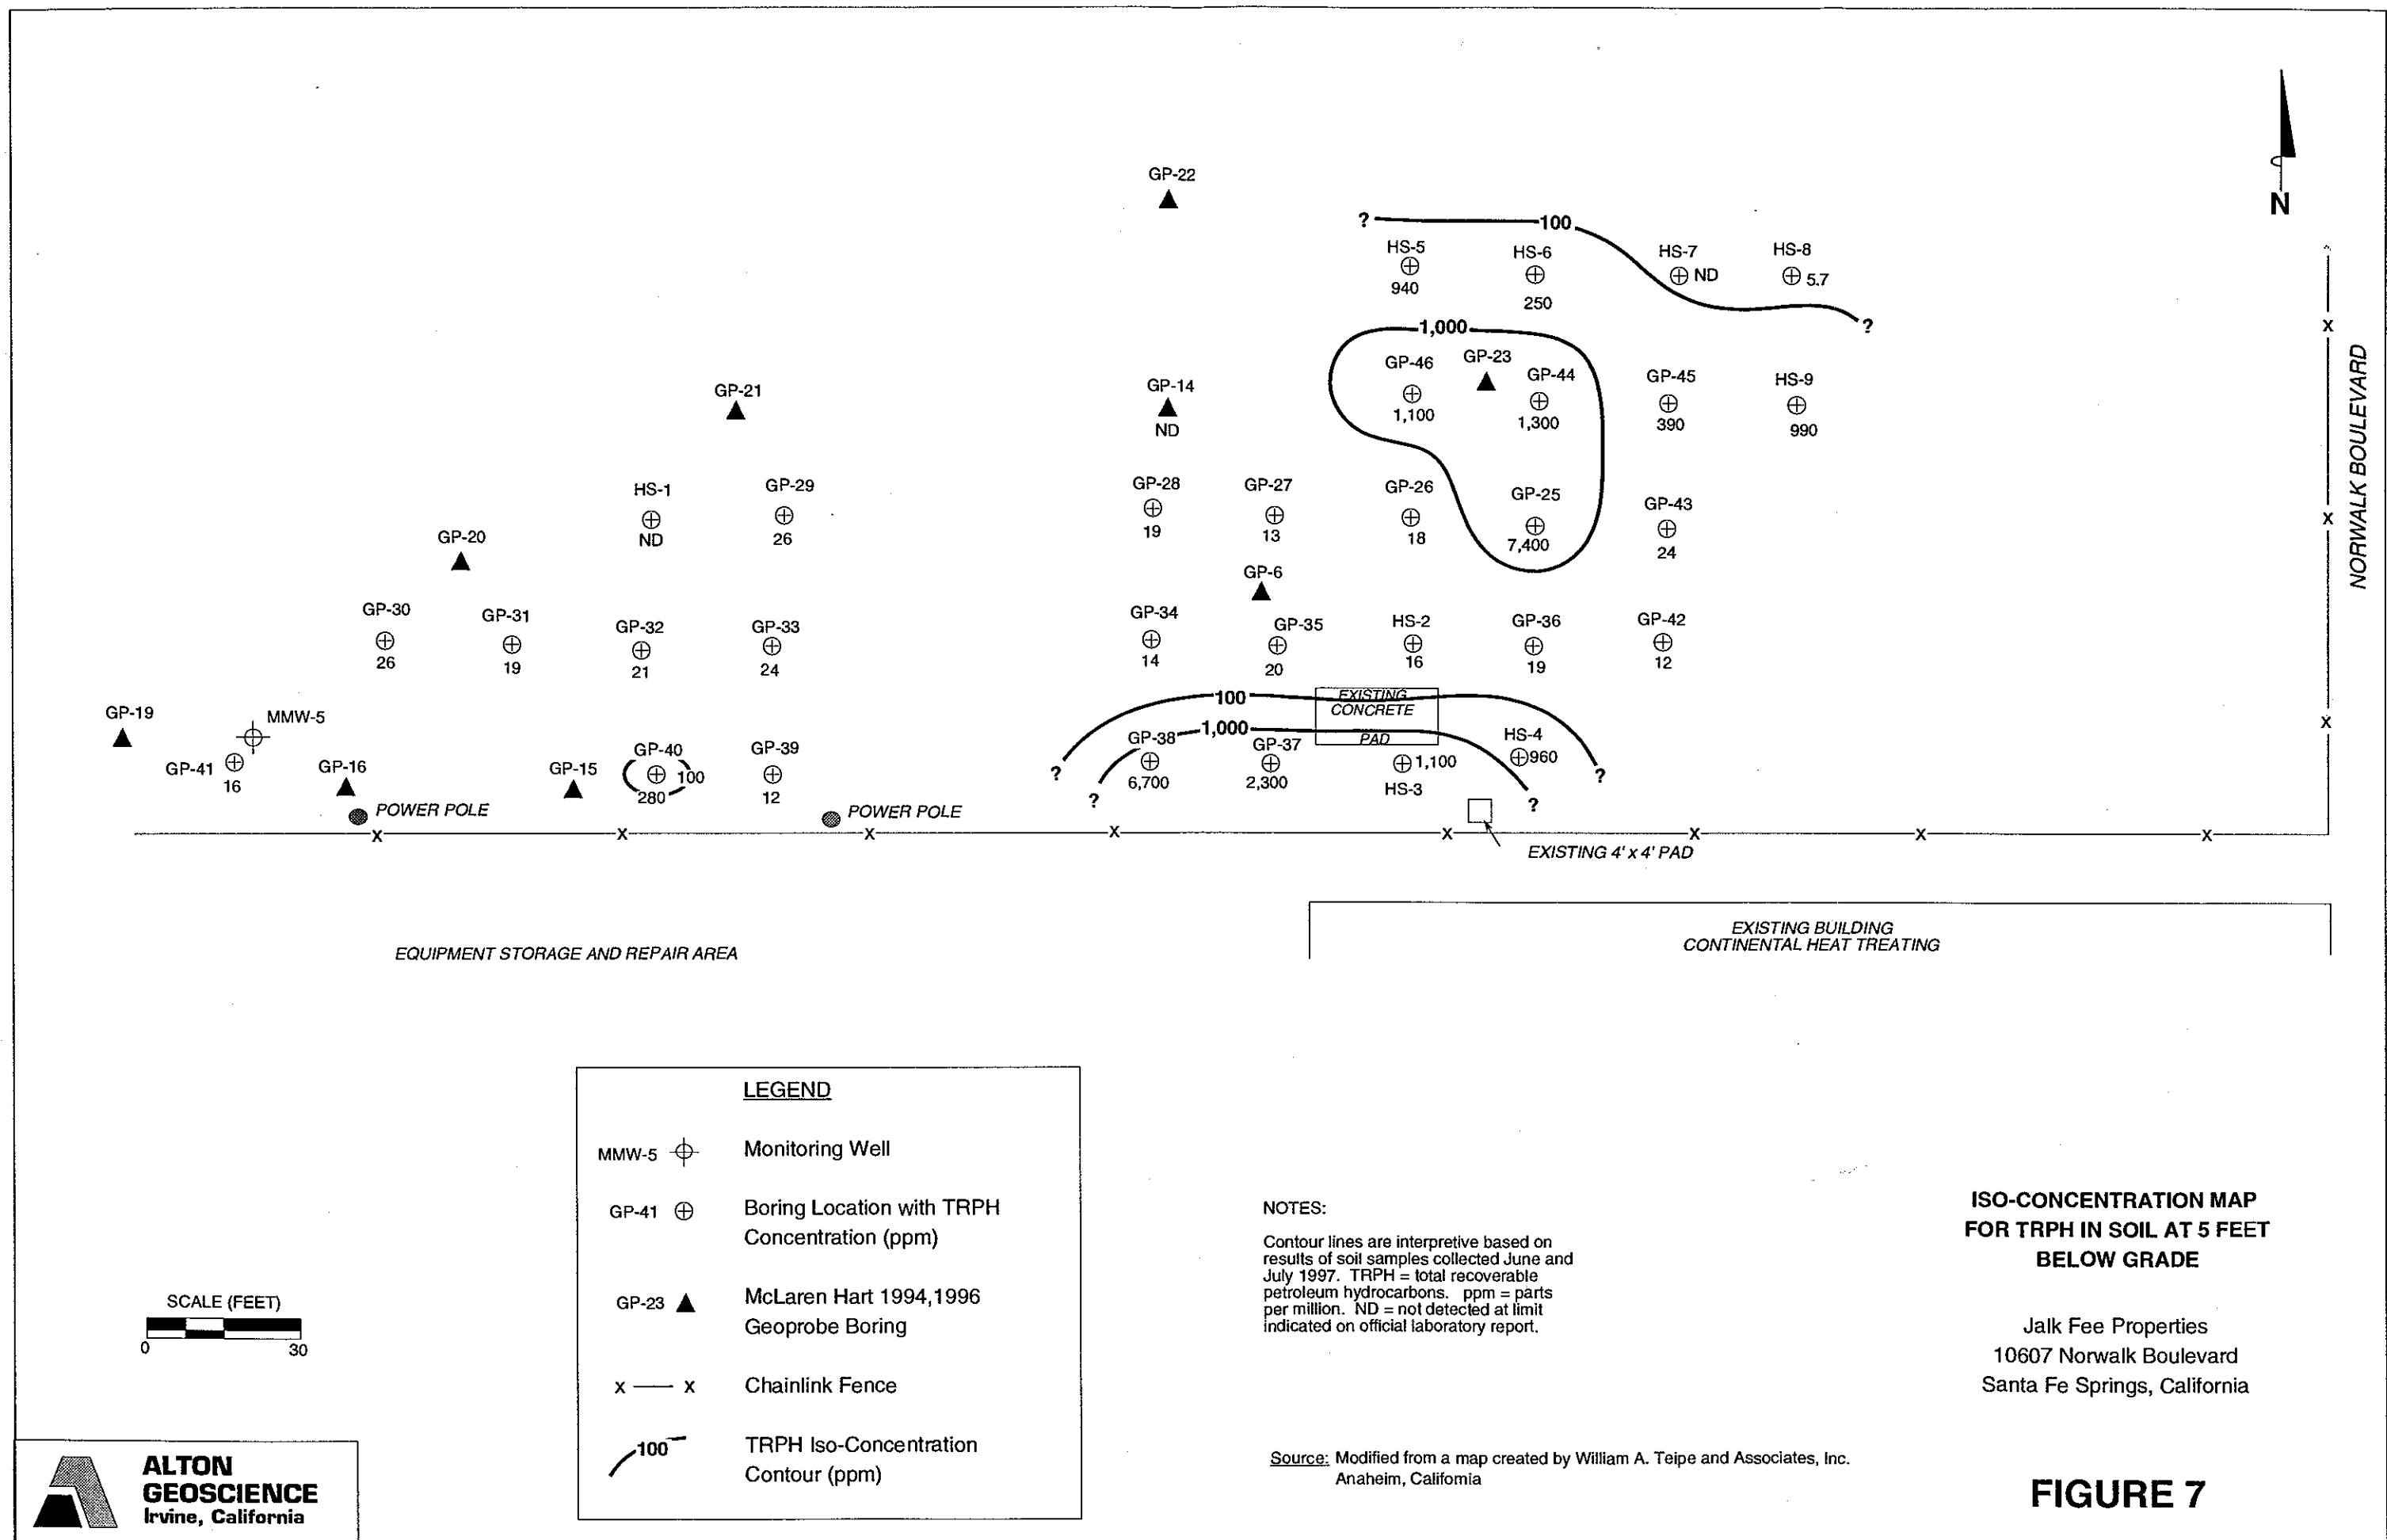 GP-22
N
? 100
HS-5
940
HS-6
250
HS-7
ND
HS-8
5.7
?
1,000
GP-21
GP-14
ND
GP-46
1,100
GP-23
GP-44
1,300
GP-45
390
HS-9
990
NORWALK BOULEVARD
HS-1
ND
GP-29
26
GP-28
19
GP-27
13
GP-26
18
GP-25
7,400
GP-43
24
GP-20
GP-6
GP-30
26
GP-31
19
GP-32
21
GP-33
24
GP-34
14
GP-35
20
HS-2
16
GP-36
19
GP-42
12
100
EXISTING
CONCRETE
PAD
1,000
GP-19
MMW-5
GP-41
16
GP-16
GP-15
GP-40
100
280
GP-39
12
?
?
GP-38
6,700
GP-37
2,300
1,100
HS-3
HS-4
960
?
?
POWER POLE
POWER POLE
X X X X X X X X
X
X
X
EXISTING 4' x 4' PAD
EQUIPMENT STORAGE AND REPAIR AREA
EXISTING BUILDING
CONTINENTAL HEAT TREATING
LEGEND
MMW-5 Monitoring Well
GP-41 Boring Location with TRPH
Concentration (ppm)
GP-23 McLaren Hart 1994,1996
Geoprobe Boring
X X Chainlink Fence
100 TRPH Iso-Concentration
Contour (ppm)
SCALE (FEET)
0 30
NOTES:
Contour lines are interpretive based on
results of soil samples collected June and
July 1997. TRPH = total recoverable
petroleum hydrocarbons. ppm = parts
per million. ND = not detected at limit
indicated on official laboratory report.
Source: Modified from a map created by William A. Teipe and Associates, Inc.
Anaheim, California
ISO-CONCENTRATION MAP
FOR TRPH IN SOIL AT 5 FEET
BELOW GRADE
Jalk Fee Properties
10607 Norwalk Boulevard
Santa Fe Springs, California
FIGURE 7
ALTON
GEOSCIENCE
Irvine, California